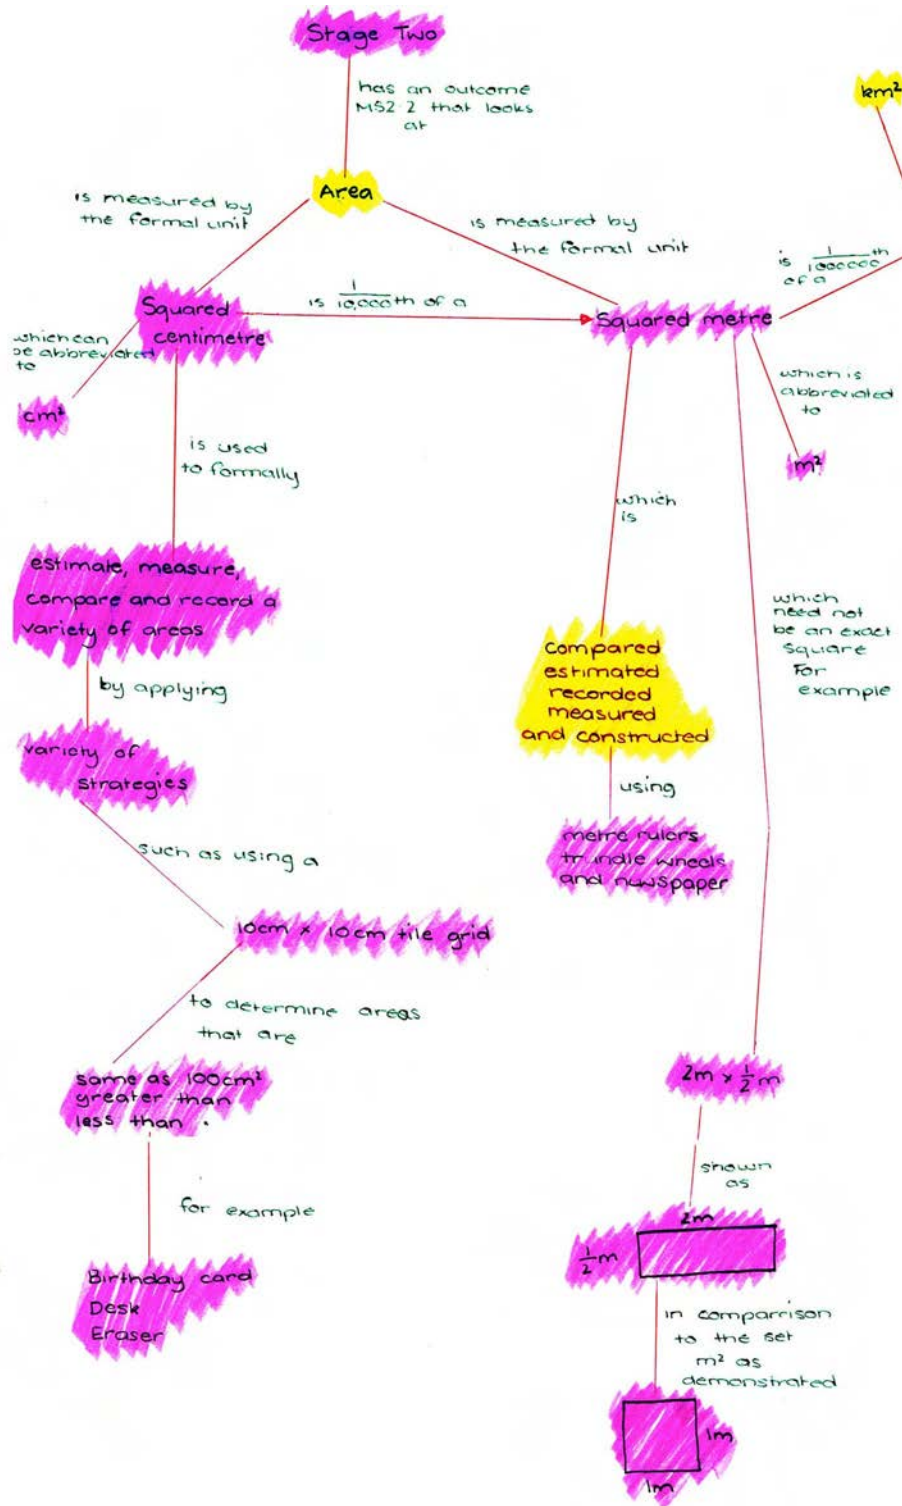 Stage Two
has an outcome
MS2.2 that looks
at
km²
Area
is measured by
the formal unit
is measured by
the formal unit
Squared
centimetre
is 1/10,000 th of a
Squared metre
is 1/1000000 th
of a
which can
be abbreviated
to
cm²
which is
abbreviated
to
m²
is used
to formally
which
is
estimate, measure,
compare and record a
variety of areas
which
need not
be an exact
square
For
example
Compared
estimated
recorded
measured
and constructed
by applying
variety of
strategies
using
metre rulers
trundle wheels
and newspaper
such as using a
10cm x 10cm tile grid
to determine areas
that are
same as 100cm²
greater than
less than .
2m x 1/2 m
shown
as
for example
2m
1/2 m
Birthday card
Desk
Eraser
in comparrison
to the set
m² as
demonstrated
1m
1m